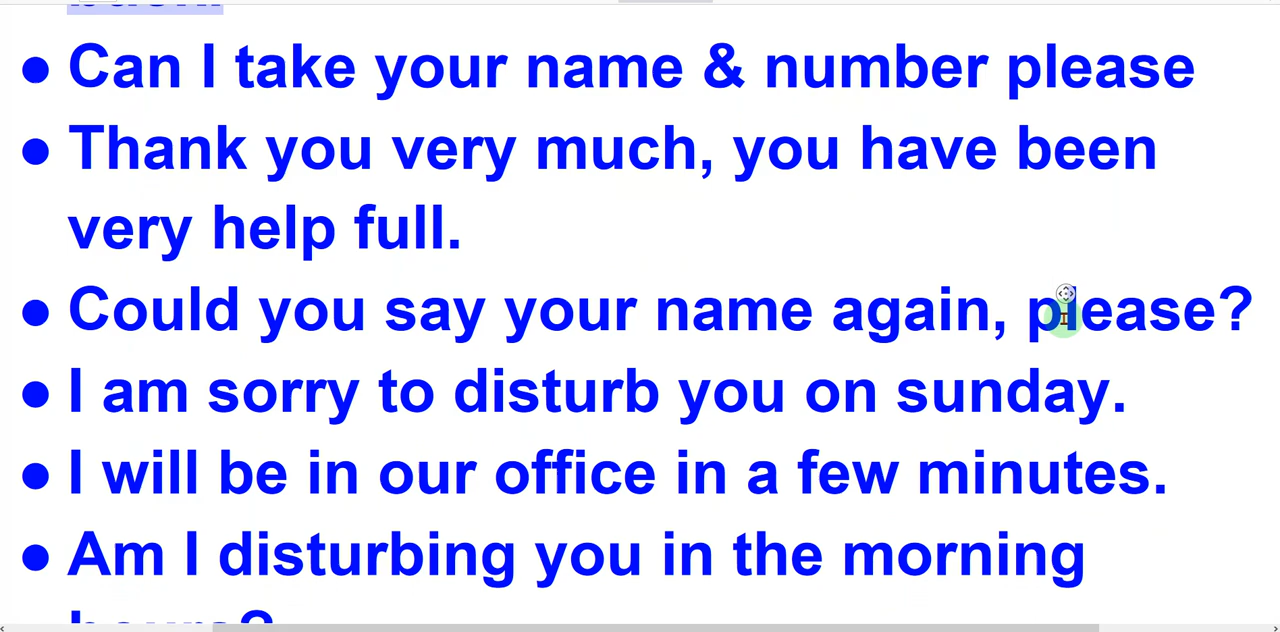 • Can I take your name & number please
• Thank you very much, you have been
very help full.
• Could you say your name again, please?
• I am sorry to disturb you on sunday.
• I will be in our office in a few minutes.
• Am I disturbing you in the morning